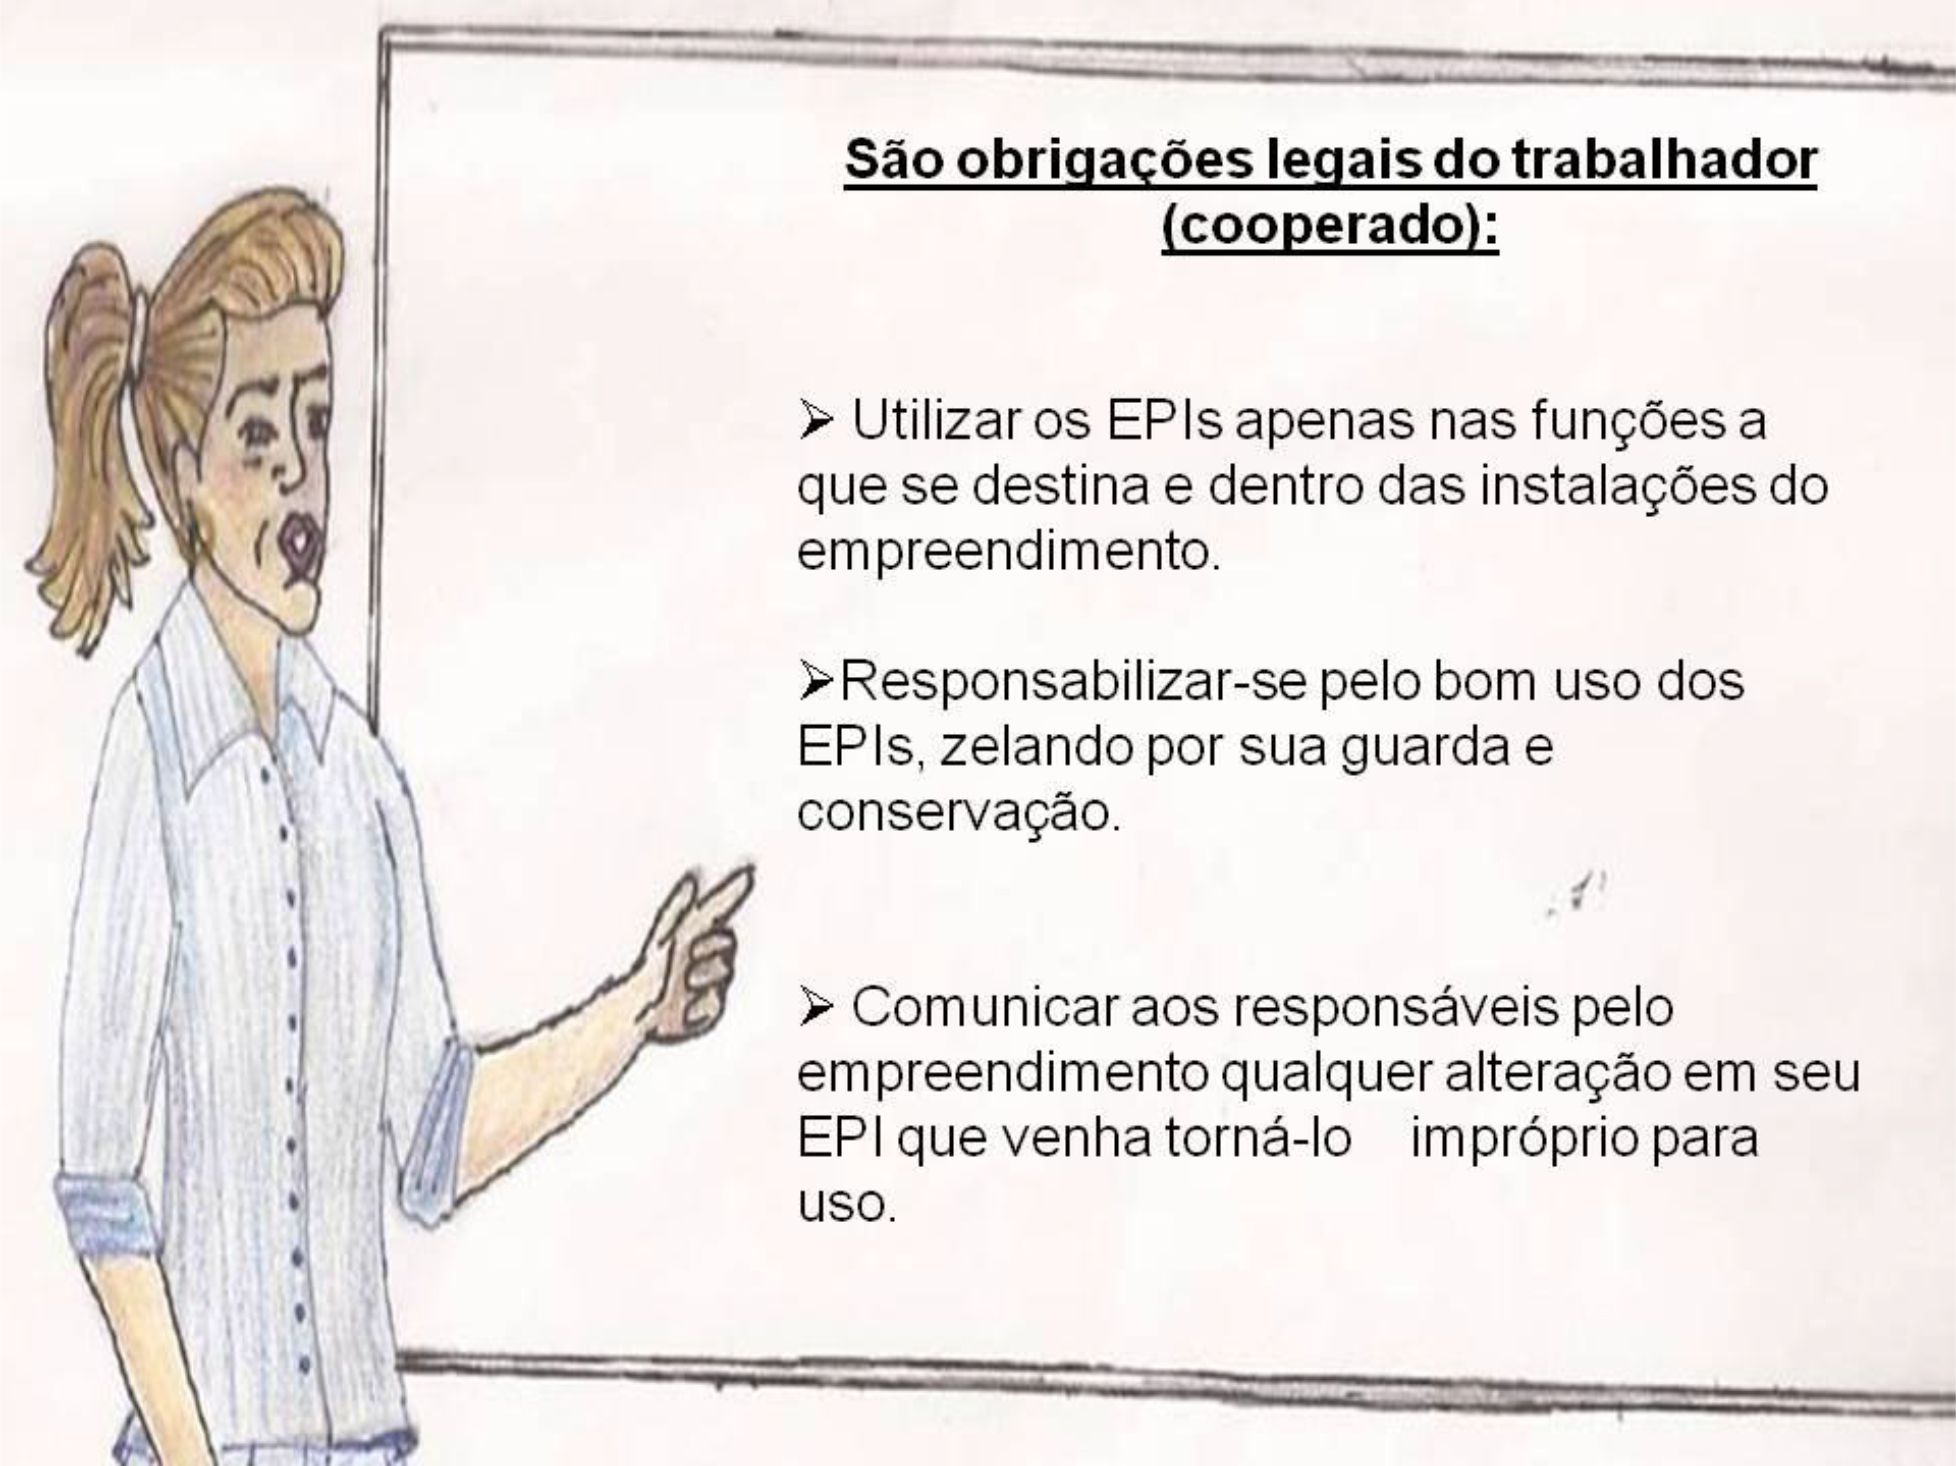 São obrigações legais do trabalhador
(cooperado):
➢ Utilizar os EPIs apenas nas funções a
que se destina e dentro das instalações do
empreendimento.
➢Responsabilizar-se pelo bom uso dos
EPIs, zelando por sua guarda e
conservação.
➢ Comunicar aos responsáveis pelo
empreendimento qualquer alteração em seu
EPI que venha torná-lo    impróprio para
uso.